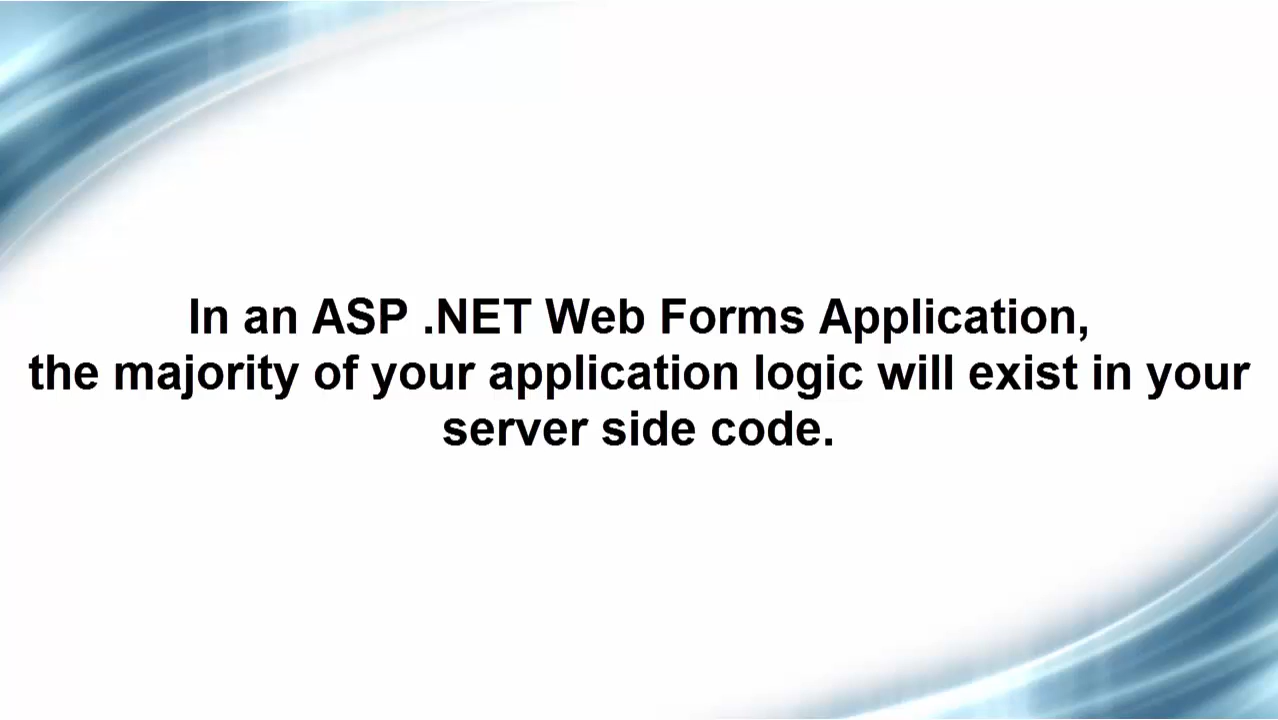 In an ASP .NET Web Forms Application,
the majority of your application logic will exist in your
server side code.